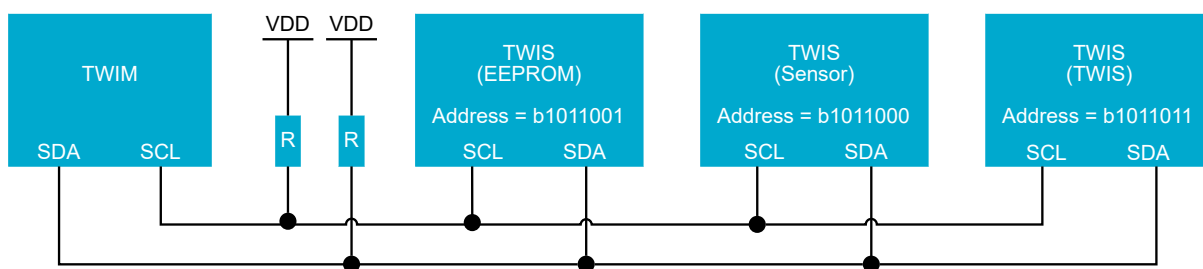 TWIM
SDA SCL
VDD VDD
R R
TWIS
(EEPROM)
Address = b1011001
SCL SDA
TWIS
(Sensor)
Address = b1011000
SCL SDA
TWIS
(TWIS)
Address = b1011011
SCL SDA